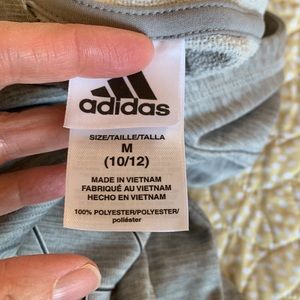 adidas
SIZE/TAILLE/TALLA
M
(10/12)
MADE IN VIETNAM
FABRIQUÉ AU VIETNAM
HECHO EN VIETNAM
100% POLYESTER/POLYESTER/
poliéster